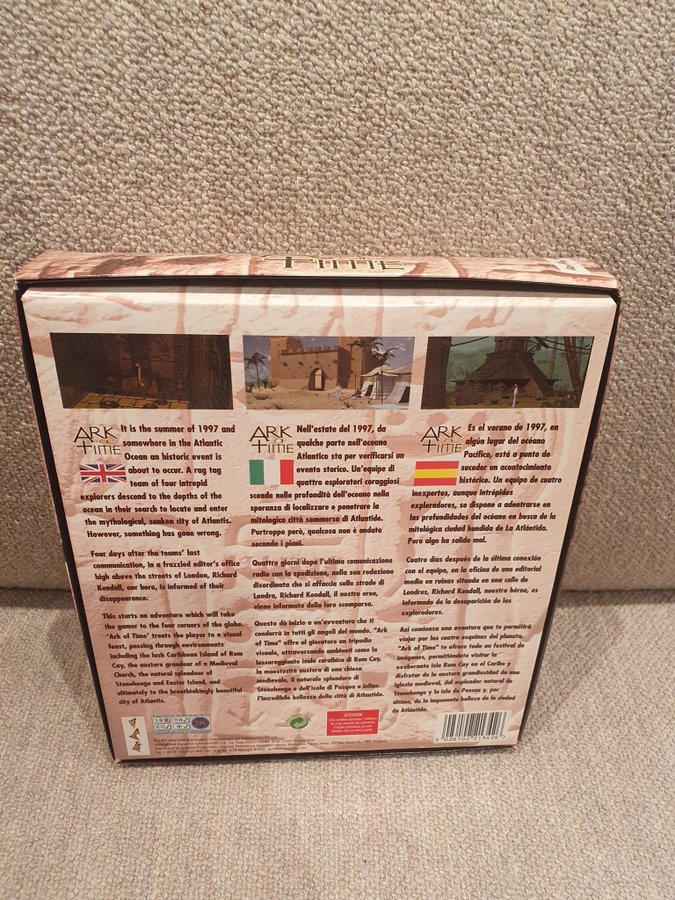 TIME
ARK
OF
TIME
It is the summer of 1997 and
somewhere in the Atlantic
Ocean an historic event is
about to occur. A rag tag
team of four intrepid
explorers descend to the depths of the
ocean in their search to locate and enter
the mythological, sunken city of Atlantis.
However, something has gone wrong.
Four days after the teams' last
communication, in a frazzled editor's office
high above the streets of London, Richard
Kendall, our hero, is informed of their
disappearance.
This starts an adventure which will take
the gamer to the four corners of the globe.
'Ark of Time' treats the player to a visual
feast, passing through environments
including the lush Caribbean Island of Rum
Cay, the austere grandour of a Medieval
Church, the natural splendour of
Stonehenge and Easter Island, and
ultimately to the breathtakingly beautiful
city of Atlantis.
ARK
OF
TIME
Nell'estate del 1997, da
qualche parte nell'oceano
Atlantico sta per verificarsi un
evento storico. Un'equipe di
quattro esploratori coraggiosi
scende nelle profondità dell'oceano nella
speranza di localizzare e penetrare la
mitologica città sommersa di Atlantide.
Purtroppo però, qualcosa non è andato
secondo i piani.
Quattro giorni dopo l'ultima comunicazione
radio con la spedizione, nella sua redazione
disordinata che si affaccia sulle strade di
Londra, Richard Kendall, il nostro eroe,
viene informato della loro scomparsa.
Questo dà inizio a un'avventura che ti
condurrà in tutti gli angoli del mondo. "Ark
of Time" offre al giocatore un tripudio
visuale, attraversando ambienti come la
lussureggiante isola caraibica di Rum Cay,
la maestosità austera di una chiesa
medievale, il naturale splendore di
Stonehenge e dell'Isola di Pasqua e infine
l'incredibile bellezza della città di Atlantide.
ARK
OF
TIME
Es el verano de 1997, en
algún lugar del océano
Pacífico, está a punto de
suceder un acontecimiento
histórico. Un equipo de cuatro
inexpertos, aunque intrépidos
exploradores, se dispone a adentrarse en
las profundidades del océano en busca de la
mitológica ciudad hundida de La Atlántida.
Pero algo ha salido mal.
Cuatro días después de la última conexión
con el equipo, en la oficina de una editorial
medio en ruinas situada en una calle de
Londres, Richard Kendall, nuestro héroe, es
informado de la desaparición de los
exploradores.
Así comienza una aventura que te permitirá
viajar por las cuatro esquinas del planeta.
"Ark of Time" te ofrece todo un festival de
imágenes, permitiéndote visitar la
exuberante isla Rum Cay en el Caribe y
disfrutar de la austera grandiosidad de una
iglesia medieval, del esplendor natural de
Stonehenge y la isla de Pascua y, por
último, de la imponente belleza de la ciudad
de Atlántida.
ATTENTION
5 026102 213426 >